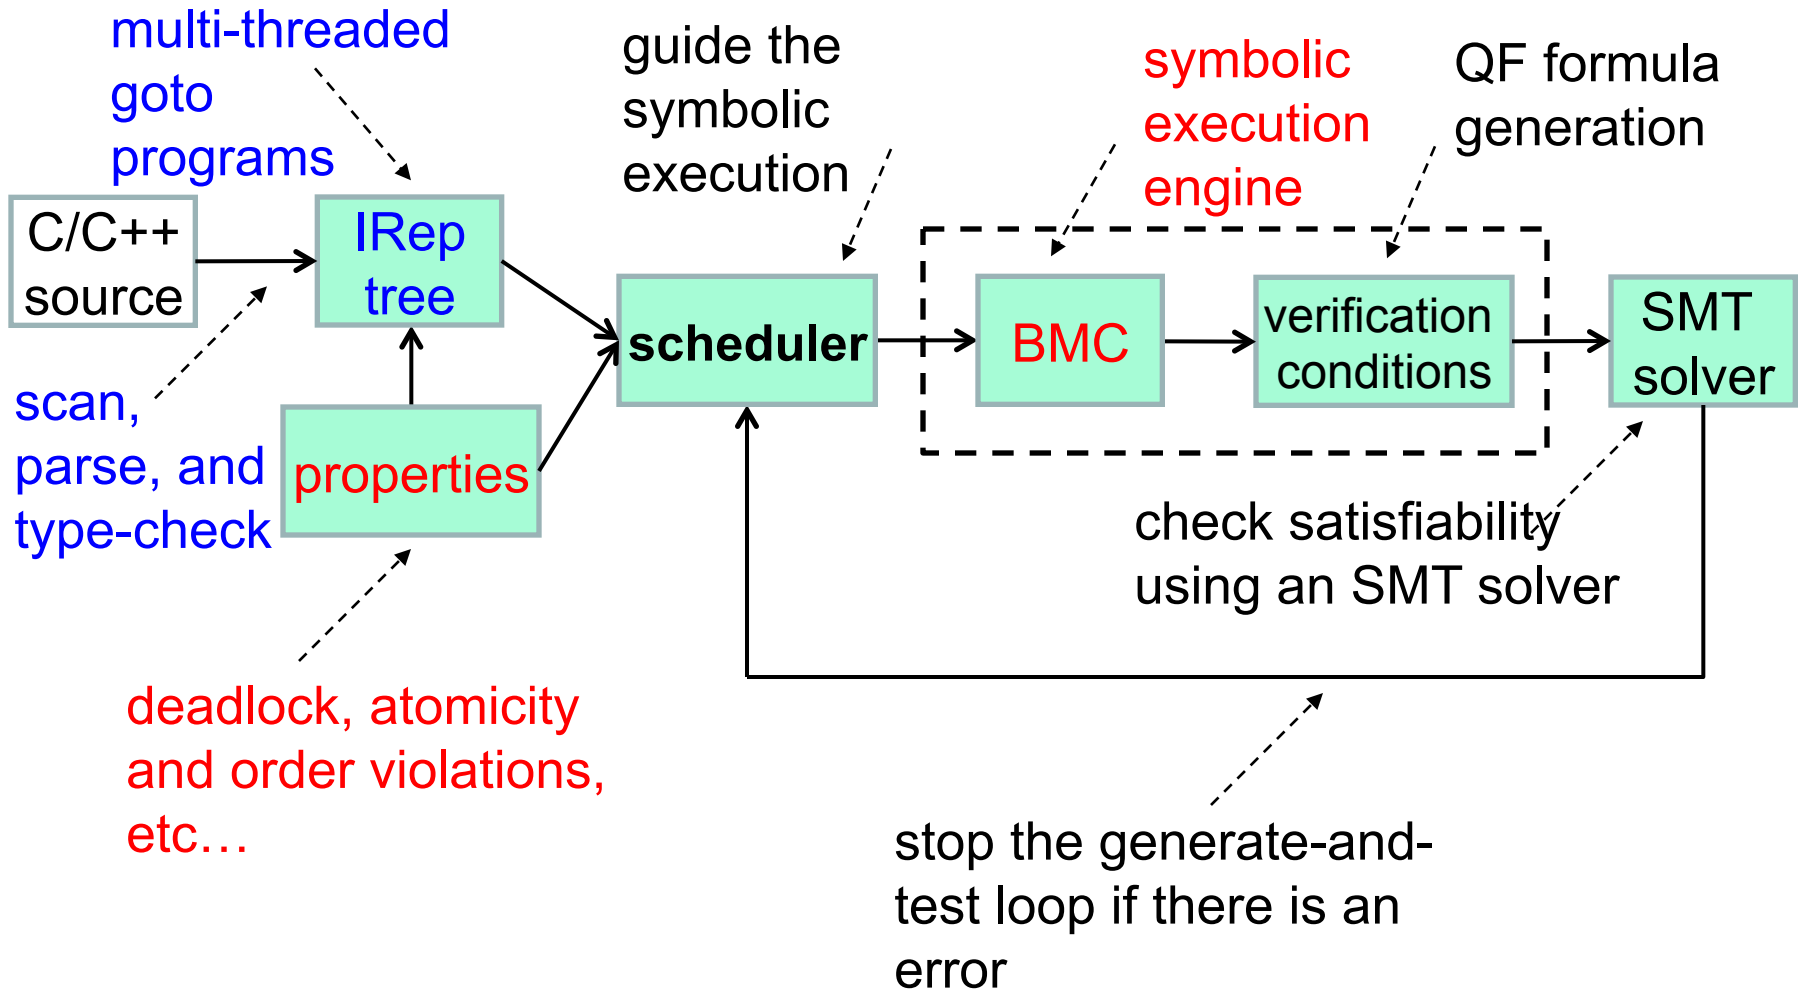 multi-threaded
goto
programs
guide the
symbolic
execution
symbolic
execution
engine
QF formula
generation
C/C++
source
IRep
tree
scheduler
BMC
verification
conditions
SMT
solver
scan,
parse, and
type-check
properties
check satisfiability
using an SMT solver
deadlock, atomicity
and order violations,
etc…
stop the generate-and-
test loop if there is an
error